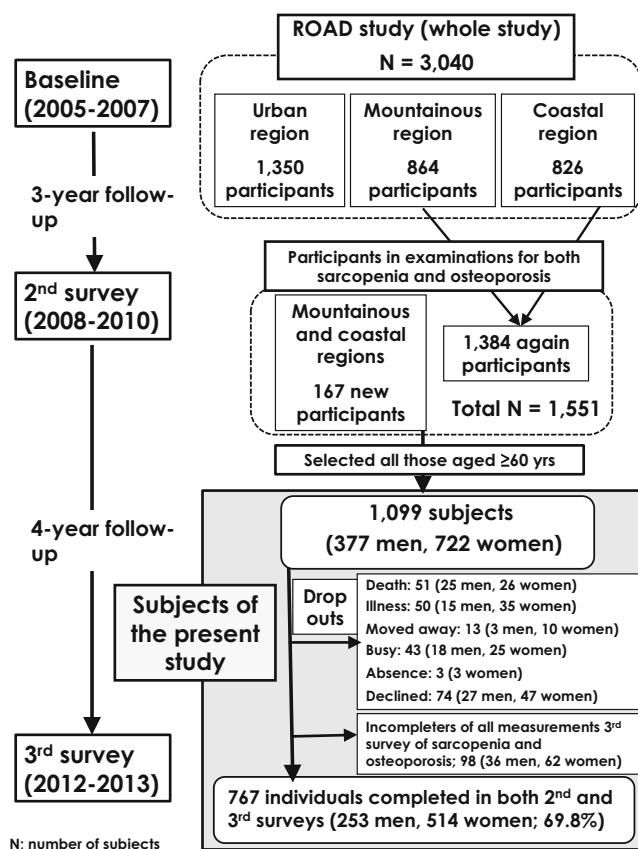 ROAD study (whole study)
N = 3,040
Baseline
(2005-2007)
Urban
region
1,350
participants
Mountainous
region
864
participants
Coastal
region
826
participants
3-year follow-
up
Participants in examinations for both
sarcopenia and osteoporosis
2nd survey
(2008-2010)
Mountainous
and coastal
regions
167 new
participants
1,384 again
participants
Total N = 1,551
Selected all those aged ≥60 yrs
4-year follow-
up
1,099 subjects
(377 men, 722 women)
Subjects of
the present
study
Drop
outs
Death: 51 (25 men, 26 women)
Illness: 50 (15 men, 35 women)
Moved away: 13 (3 men, 10 women)
Busy: 43 (18 men, 25 women)
Absence: 3 (3 women)
Declined: 74 (27 men, 47 women)
Incompleters of all measurements 3rd
survey of sarcopenia and
osteoporosis; 98 (36 men, 62 women)
3rd survey
(2012-2013)
767 individuals completed in both 2nd and
3rd surveys (253 men, 514 women; 69.8%)
N: number of subjects